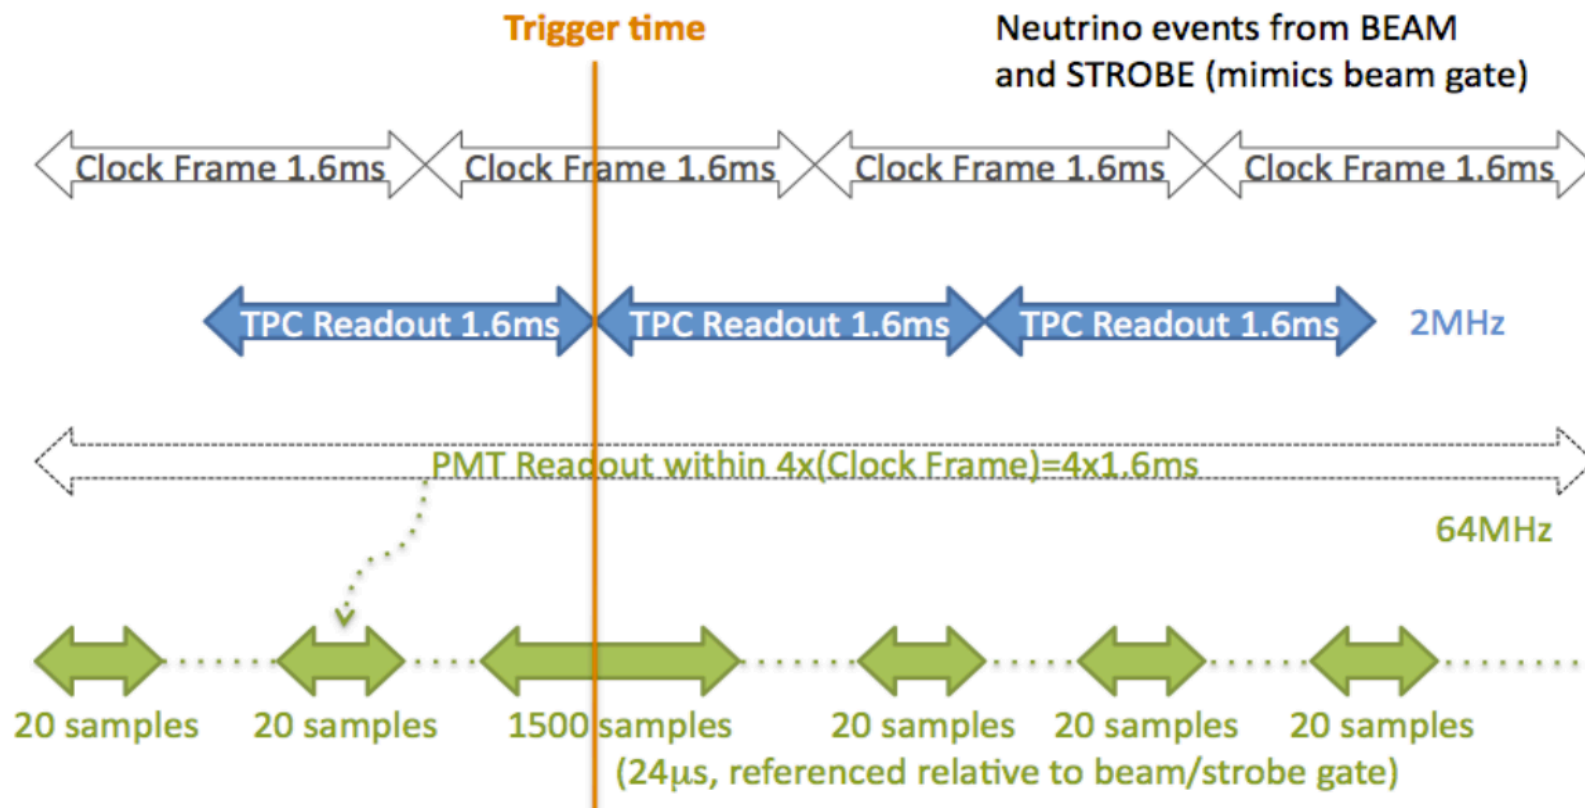 Trigger time
Neutrino events from BEAM
and STROBE (mimics beam gate)
Clock Frame 1.6ms Clock Frame 1.6ms Clock Frame 1.6ms Clock Frame 1.6ms
TPC Readout 1.6ms TPC Readout 1.6ms TPC Readout 1.6ms 2MHz
PMT Readout within 4x(Clock Frame)=4x1.6ms
64MHz
20 samples 20 samples 1500 samples 20 samples 20 samples 20 samples
(24μs, referenced relative to beam/strobe gate)